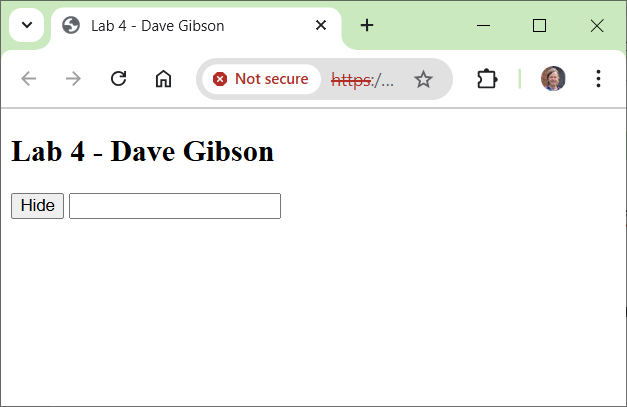 Lab 4 - Dave Gibson
Not secure https:/...
Lab 4 - Dave Gibson
Hide